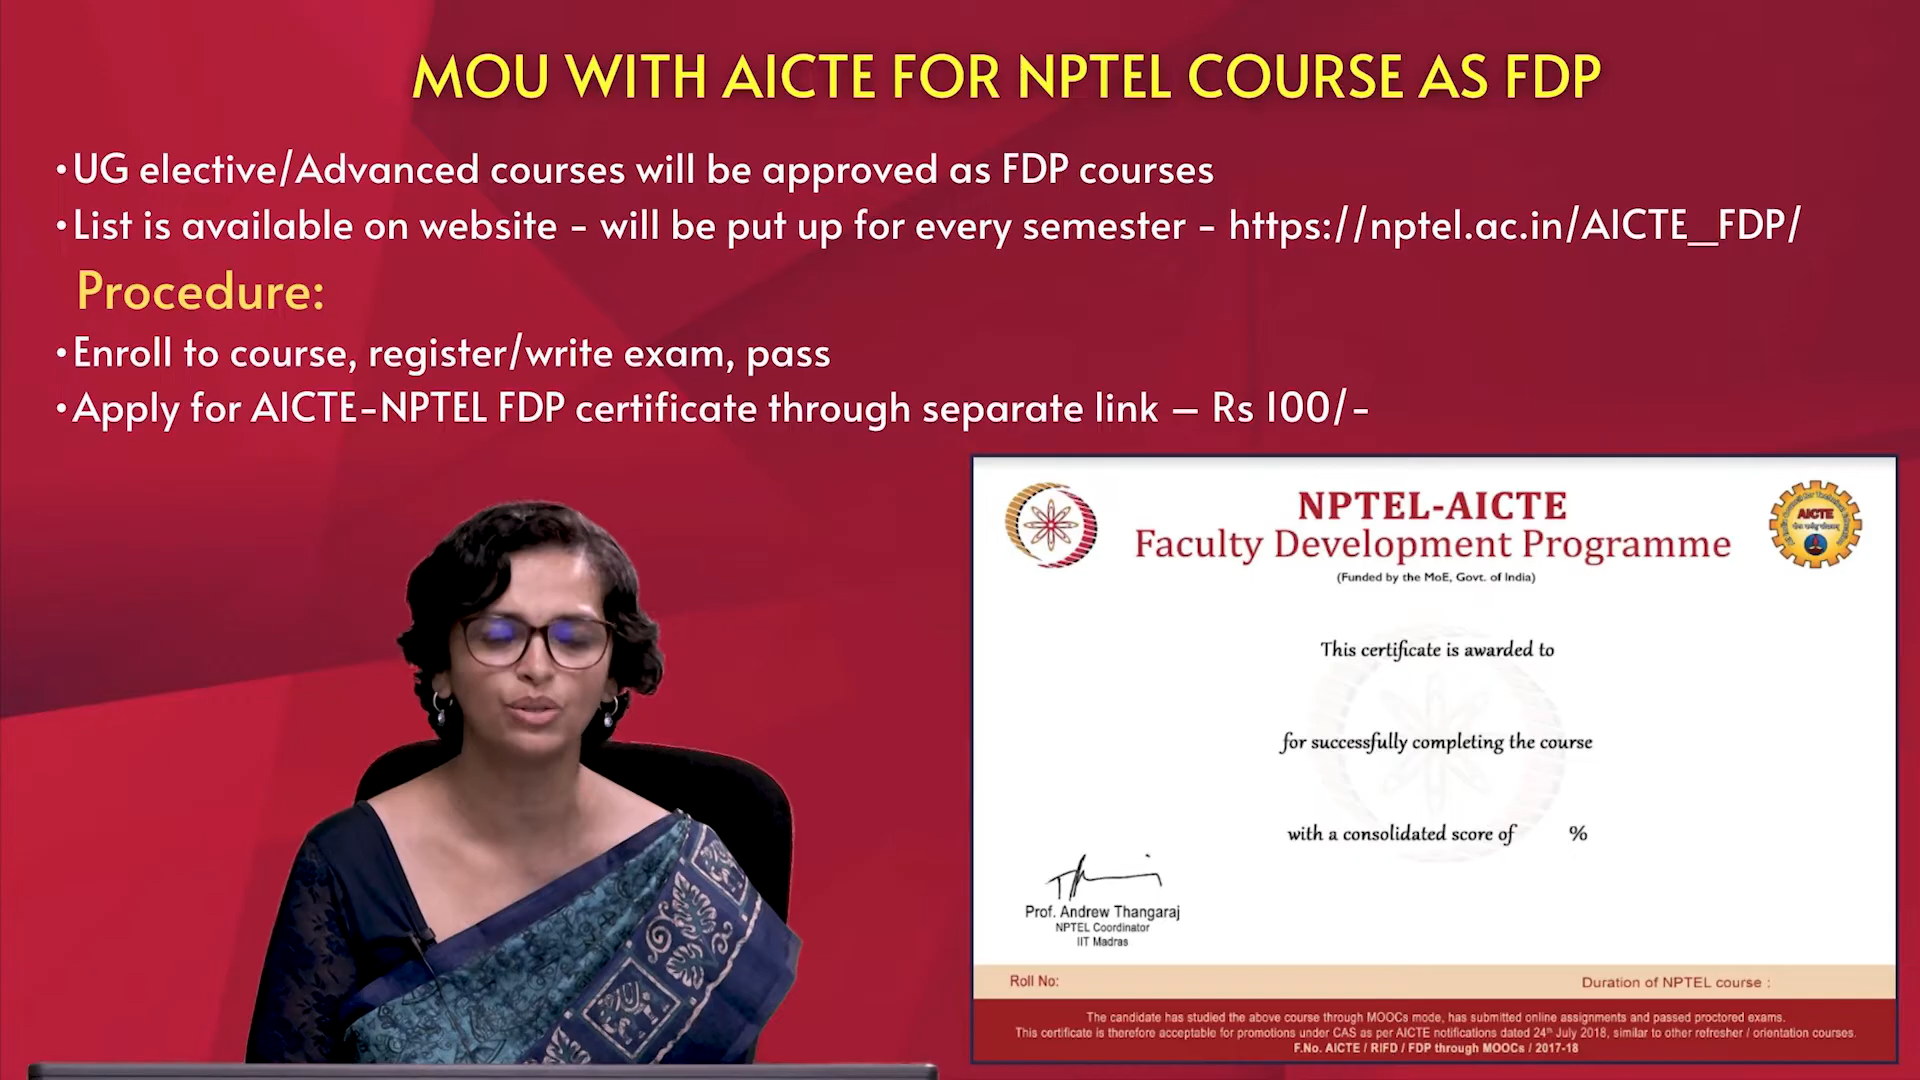 MOU WITH AICTE FOR NPTEL COURSE AS FDP
•UG elective/Advanced courses will be approved as FDP courses
•List is available on website - will be put up for every semester - https://nptel.ac.in/AICTE_FDP/
Procedure:
•Enroll to course, register/write exam, pass
•Apply for AICTE-NPTEL FDP certificate through separate link – Rs 100/-
NPTEL-AICTE
Faculty Development Programme
(Funded by the MoE, Govt. of India)
AICTE
This certificate is awarded to
for successfully completing the course
with a consolidated score of %
Prof. Andrew Thangaraj
NPTEL Coordinator
IIT Madras
Roll No:
Duration of NPTEL course :
The candidate has studied the above course through MOOCs mode, has submitted online assignments and passed proctored exams.
This certificate is therefore acceptable for promotions under CAS as per AICTE notifications dated 24th July 2018, similar to other refresher / orientation courses.
F.No. AICTE / RIFD / FDP through MOOCs / 2017-18